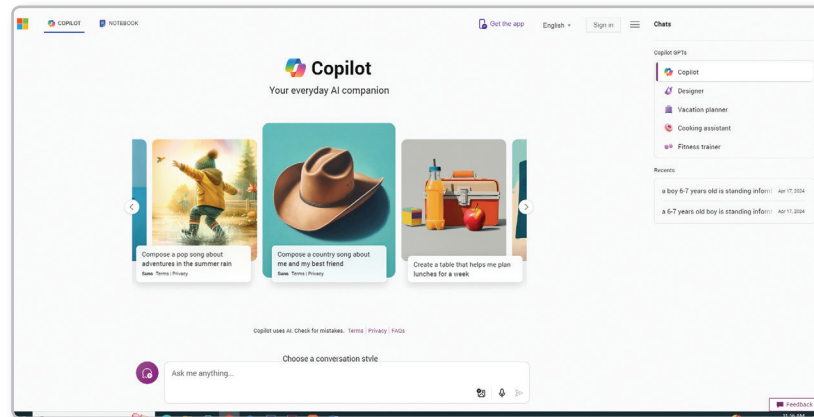 COPILOT
NOTEBOOK
Get the app
English
Sign in
Copilot
Your everyday AI companion
Compose a pop song about
adventures in the summer rain
Suno Terms | Privacy
Compose a country song about
me and my best friend
Suno Terms | Privacy
Create a table that helps me plan
lunches for a week
Copilot uses AI. Check for mistakes. Terms | Privacy | FAQs
Choose a conversation style
Ask me anything...
Chats
Copilot GPTs
Copilot
Designer
Vacation planner
Cooking assistant
Fitness trainer
Recents
a boy 6-7 years old is standing inform Apr 17, 2024
a 6-7 years old boy is standing inform Apr 17, 2024
Feedback